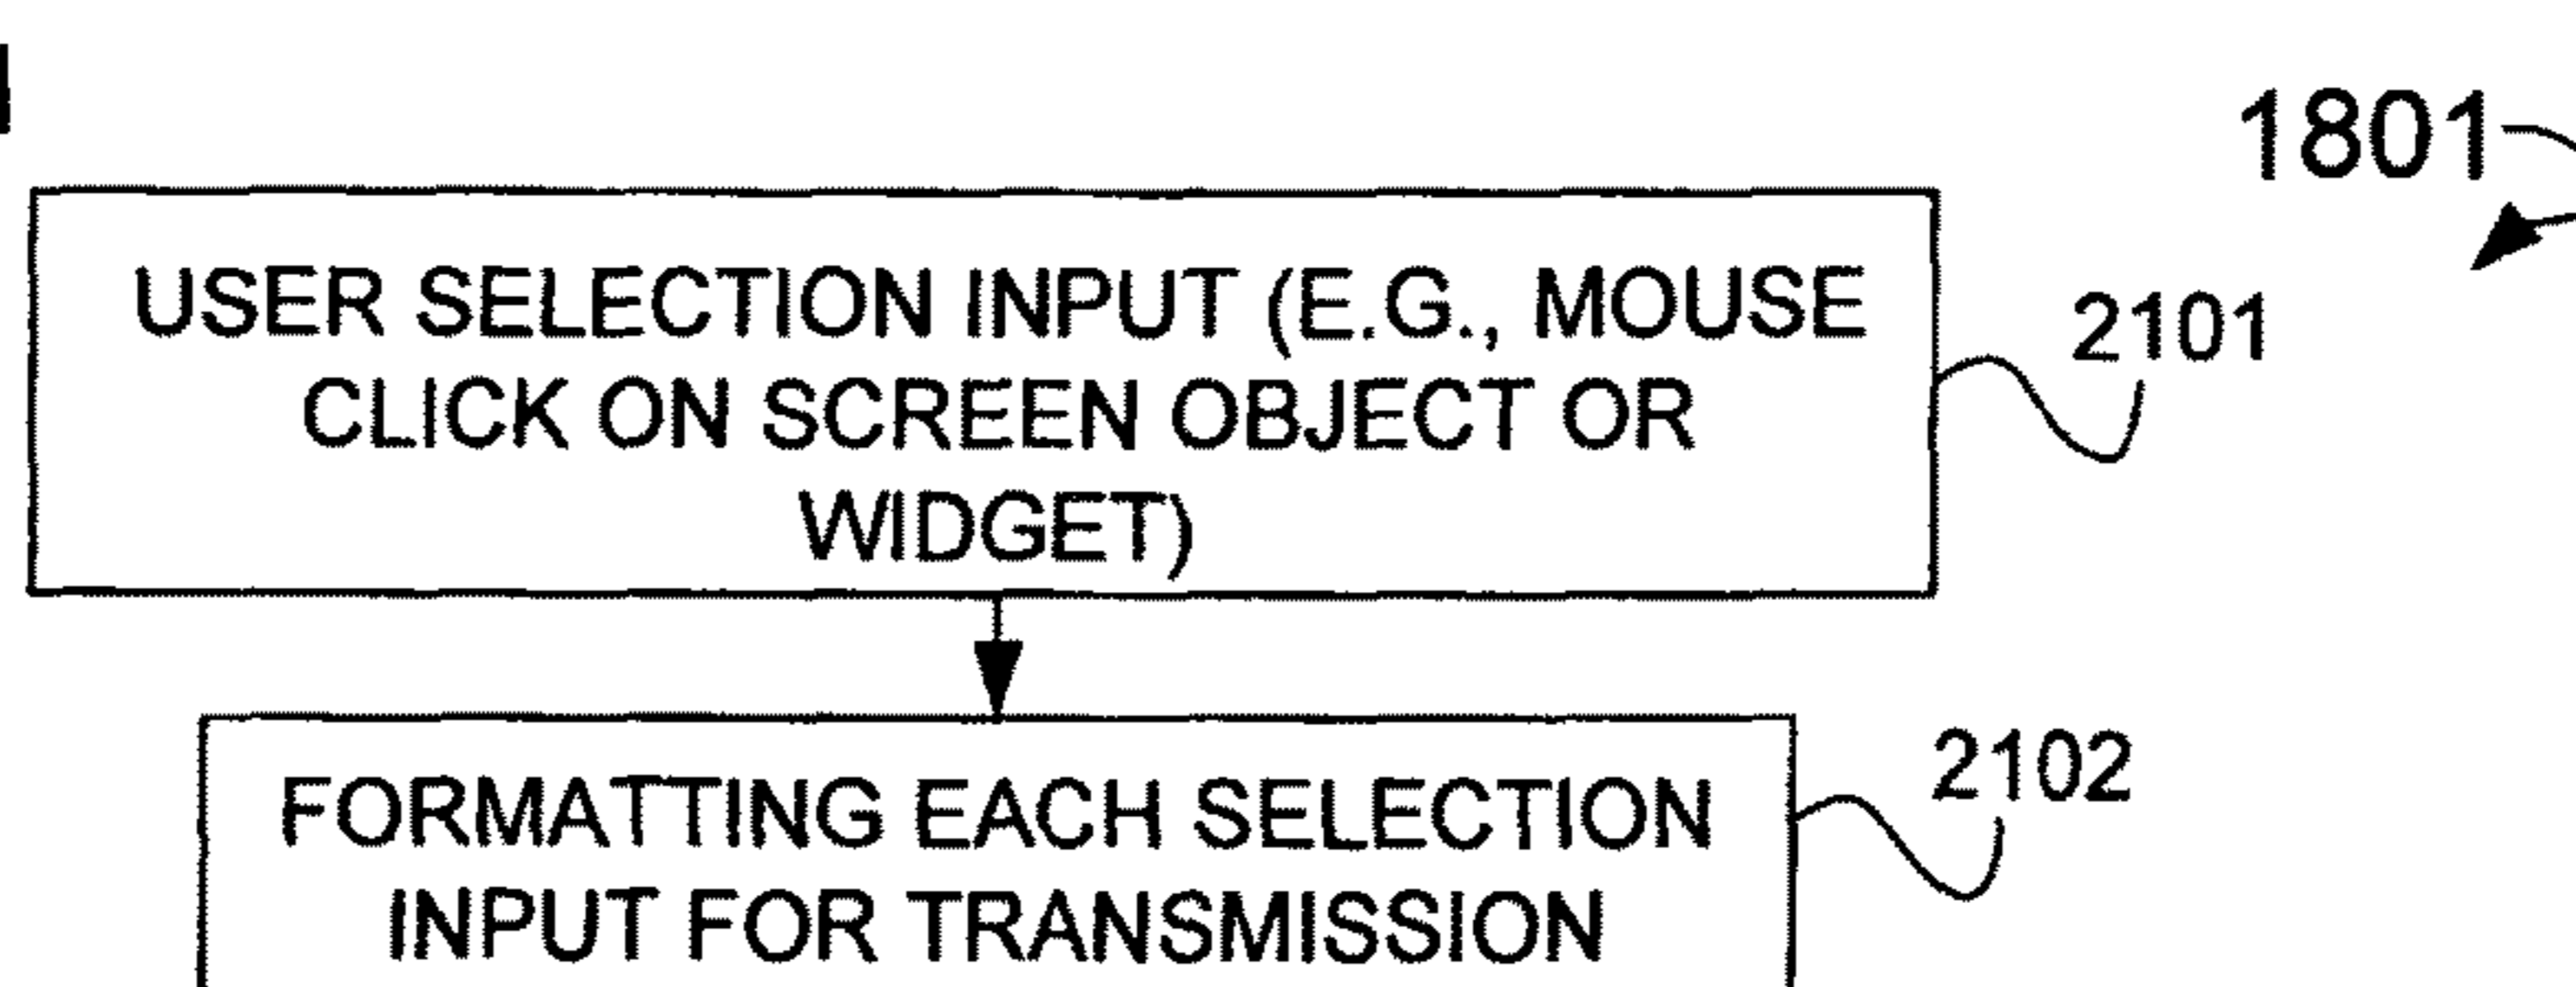 1801
USER SELECTION INPUT (E.G., MOUSE
CLICK ON SCREEN OBJECT OR
WIDGET)
2101
FORMATTING EACH SELECTION
INPUT FOR TRANSMISSION
2102